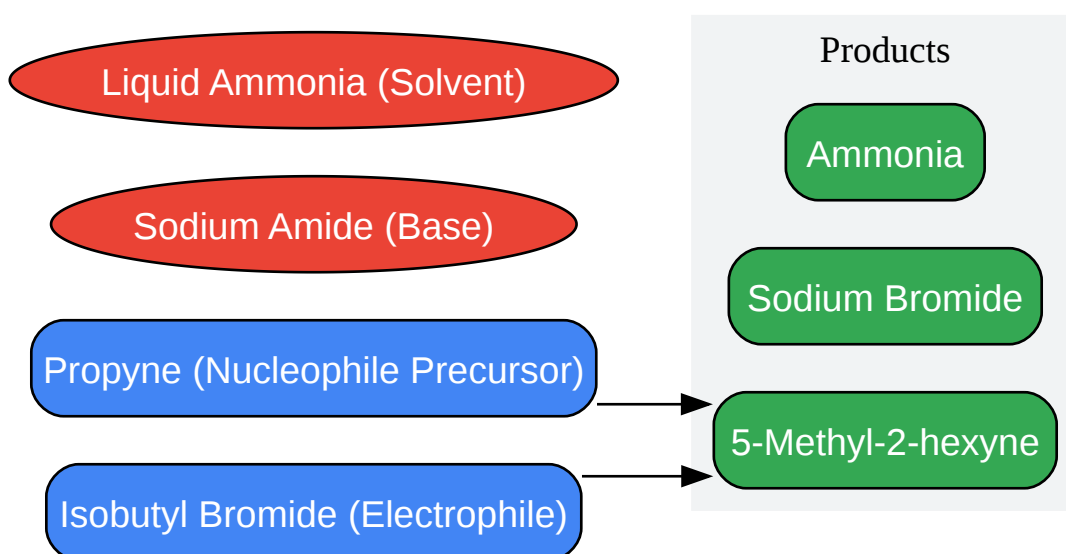 Liquid Ammonia (Solvent)
Sodium Amide (Base)
Propyne (Nucleophile Precursor)
Isobutyl Bromide (Electrophile)
Products
Ammonia
Sodium Bromide
5-Methyl-2-hexyne